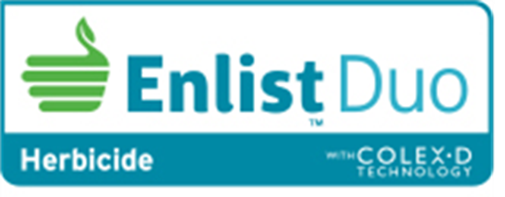 Enlist Duo
TM
Herbicide
WITH COLEX·D
TECHNOLOGY